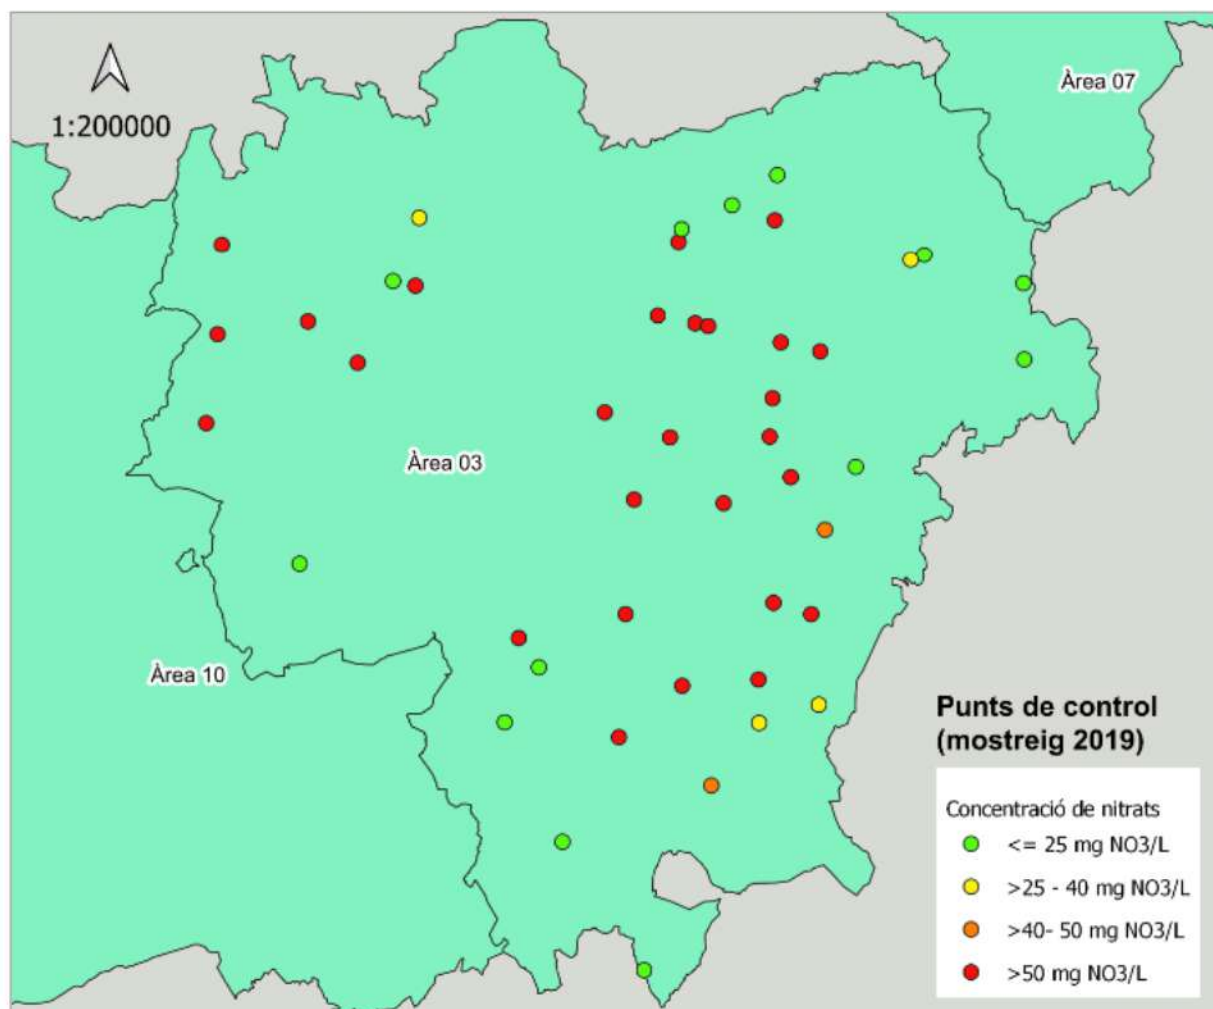 Àrea 07
1:200000
Àrea 03
Àrea 10
Punts de control
(mostreig 2019)
Concentració de nitrats
<= 25 mg NO3/L
>25 - 40 mg NO3/L
>40- 50 mg NO3/L
>50 mg NO3/L